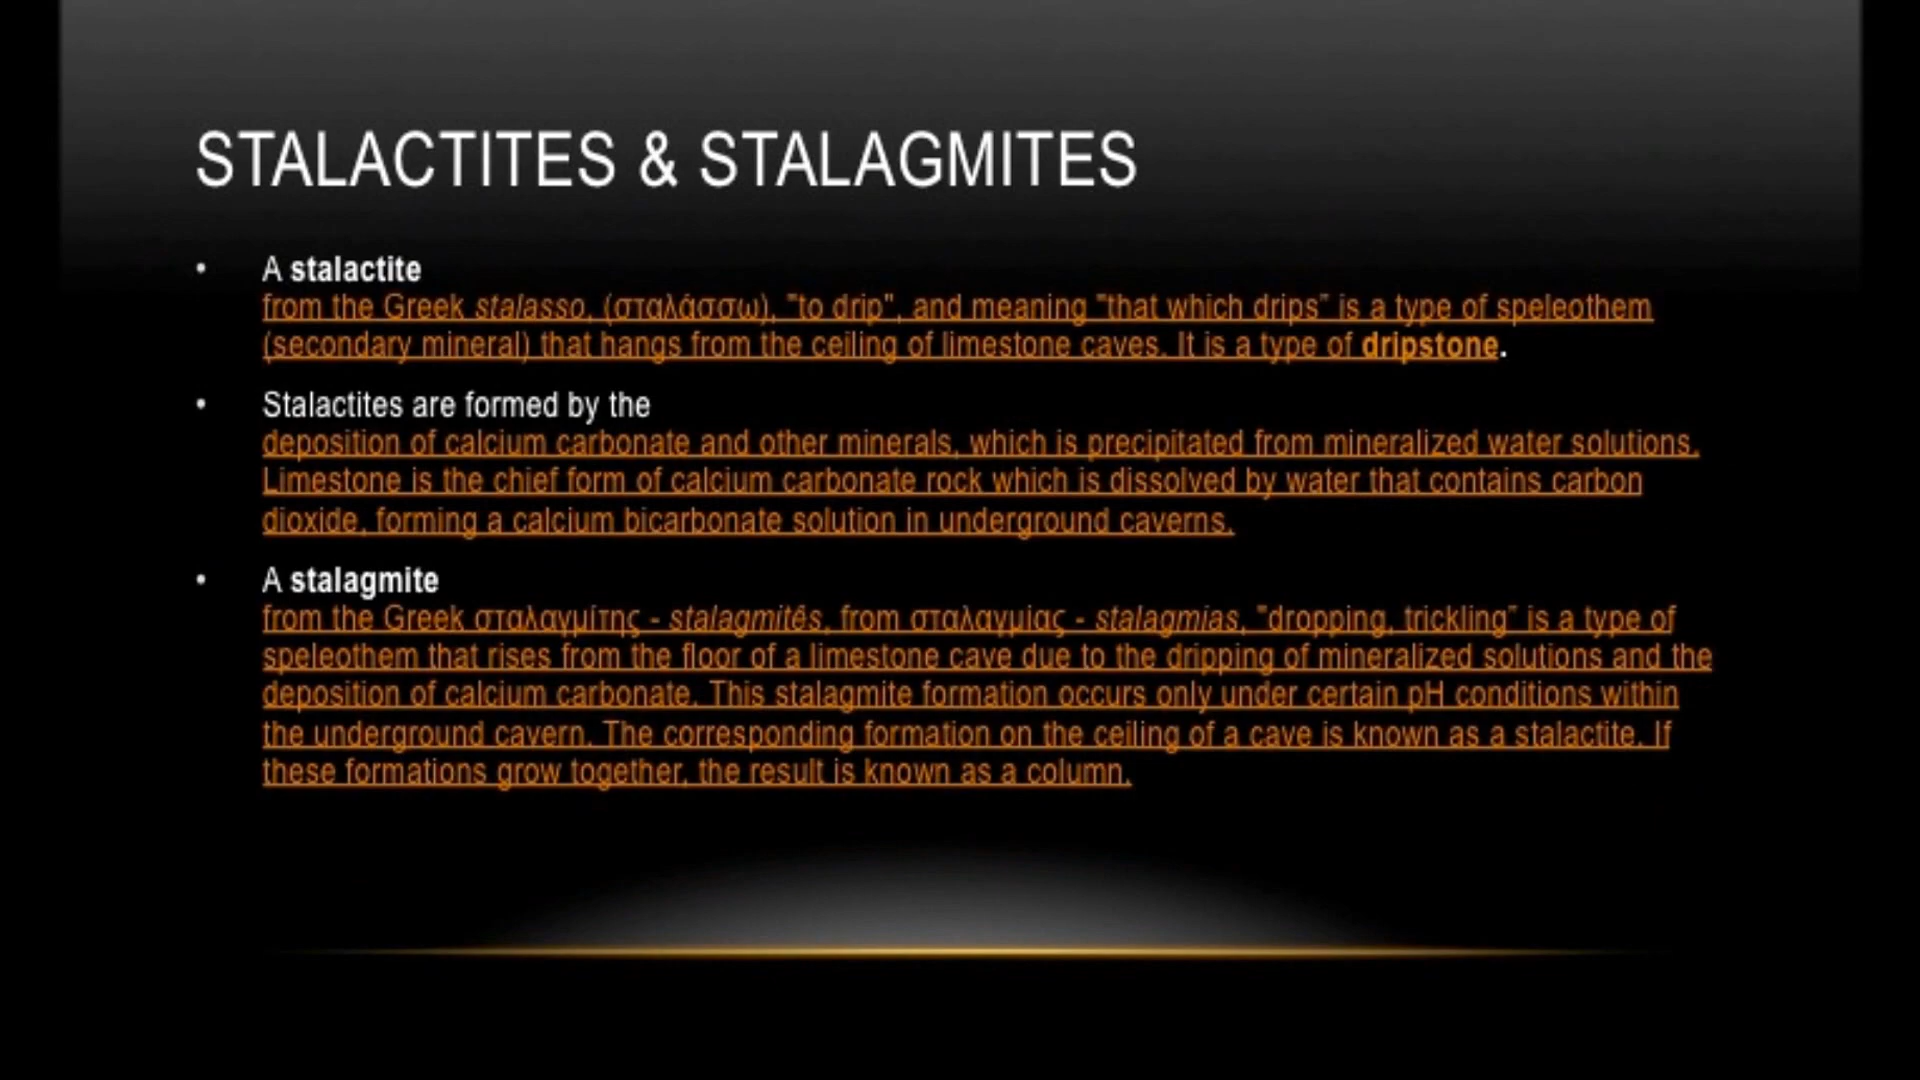 STALACTITES & STALAGMITES
• A stalactite
from the Greek stalasso, (σταλάσσω), "to drip", and meaning "that which drips" is a type of speleothem
(secondary mineral) that hangs from the ceiling of limestone caves. It is a type of dripstone.
• Stalactites are formed by the
deposition of calcium carbonate and other minerals, which is precipitated from mineralized water solutions.
Limestone is the chief form of calcium carbonate rock which is dissolved by water that contains carbon
dioxide, forming a calcium bicarbonate solution in underground caverns.
• A stalagmite
from the Greek σταλαγμίτης - stalagmitês, from σταλαγμίας - stalagmias, "dropping, trickling" is a type of
speleothem that rises from the floor of a limestone cave due to the dripping of mineralized solutions and the
deposition of calcium carbonate. This stalagmite formation occurs only under certain pH conditions within
the underground cavern. The corresponding formation on the ceiling of a cave is known as a stalactite. If
these formations grow together, the result is known as a column.